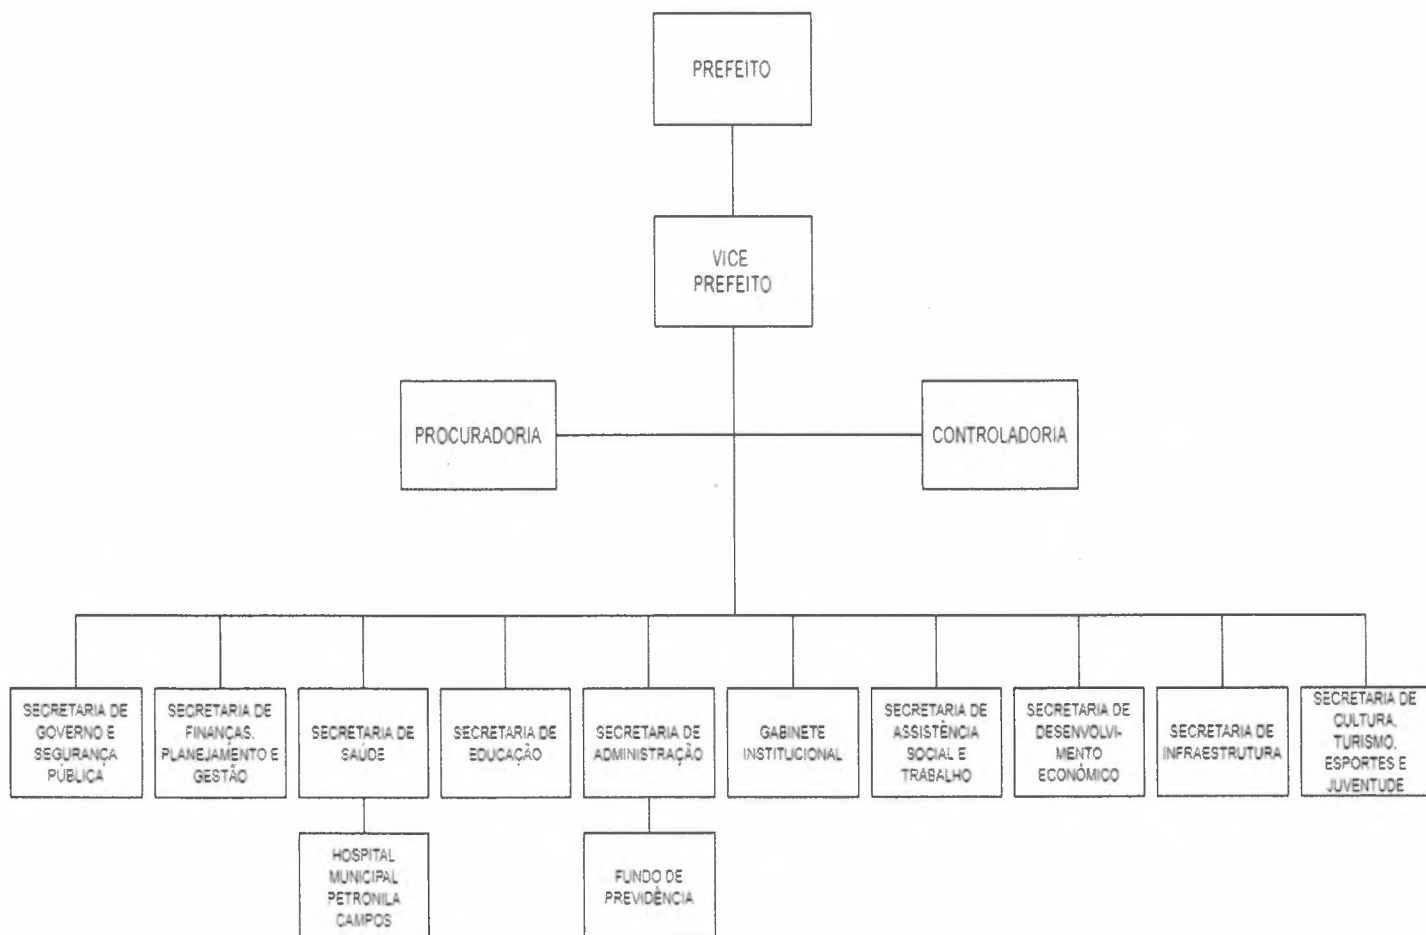 PREFEITO
VICE
PREFEITO
PROCURADORIA
CONTROLADORIA
SECRETARIA DE
GOVERNO E
SEGURANÇA
PÚBLICA
SECRETARIA DE
FINANÇAS,
PLANEJAMENTO E
GESTÃO
SECRETARIA DE
SAÚDE
SECRETARIA DE
EDUCAÇÃO
SECRETARIA DE
ADMINISTRAÇÃO
GABINETE
INSTITUCIONAL
SECRETARIA DE
ASSISTÊNCIA
SOCIAL E
TRABALHO
SECRETARIA DE
DESENVOLVI-
MENTO
ECONÔMICO
SECRETARIA DE
INFRAESTRUTURA
SECRETARIA DE
CULTURA,
TURISMO,
ESPORTES E
JUVENTUDE
HOSPITAL
MUNICIPAL
PETRONILA
CAMPOS
FUNDO DE
PREVIDÊNCIA